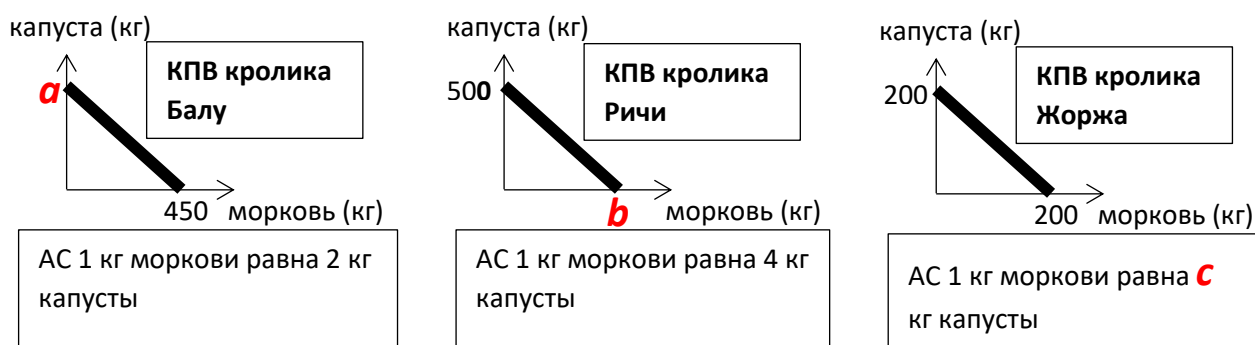 капуста (кг)
КПВ кролика
Балу
a
450 морковь (кг)
АС 1 кг моркови равна 2 кг
капусты
капуста (кг)
КПВ кролика
Ричи
500
b
морковь (кг)
АС 1 кг моркови равна 4 кг
капусты
капуста (кг)
КПВ кролика
Жоржа
200
200 морковь (кг)
АС 1 кг моркови равна c
кг капусты